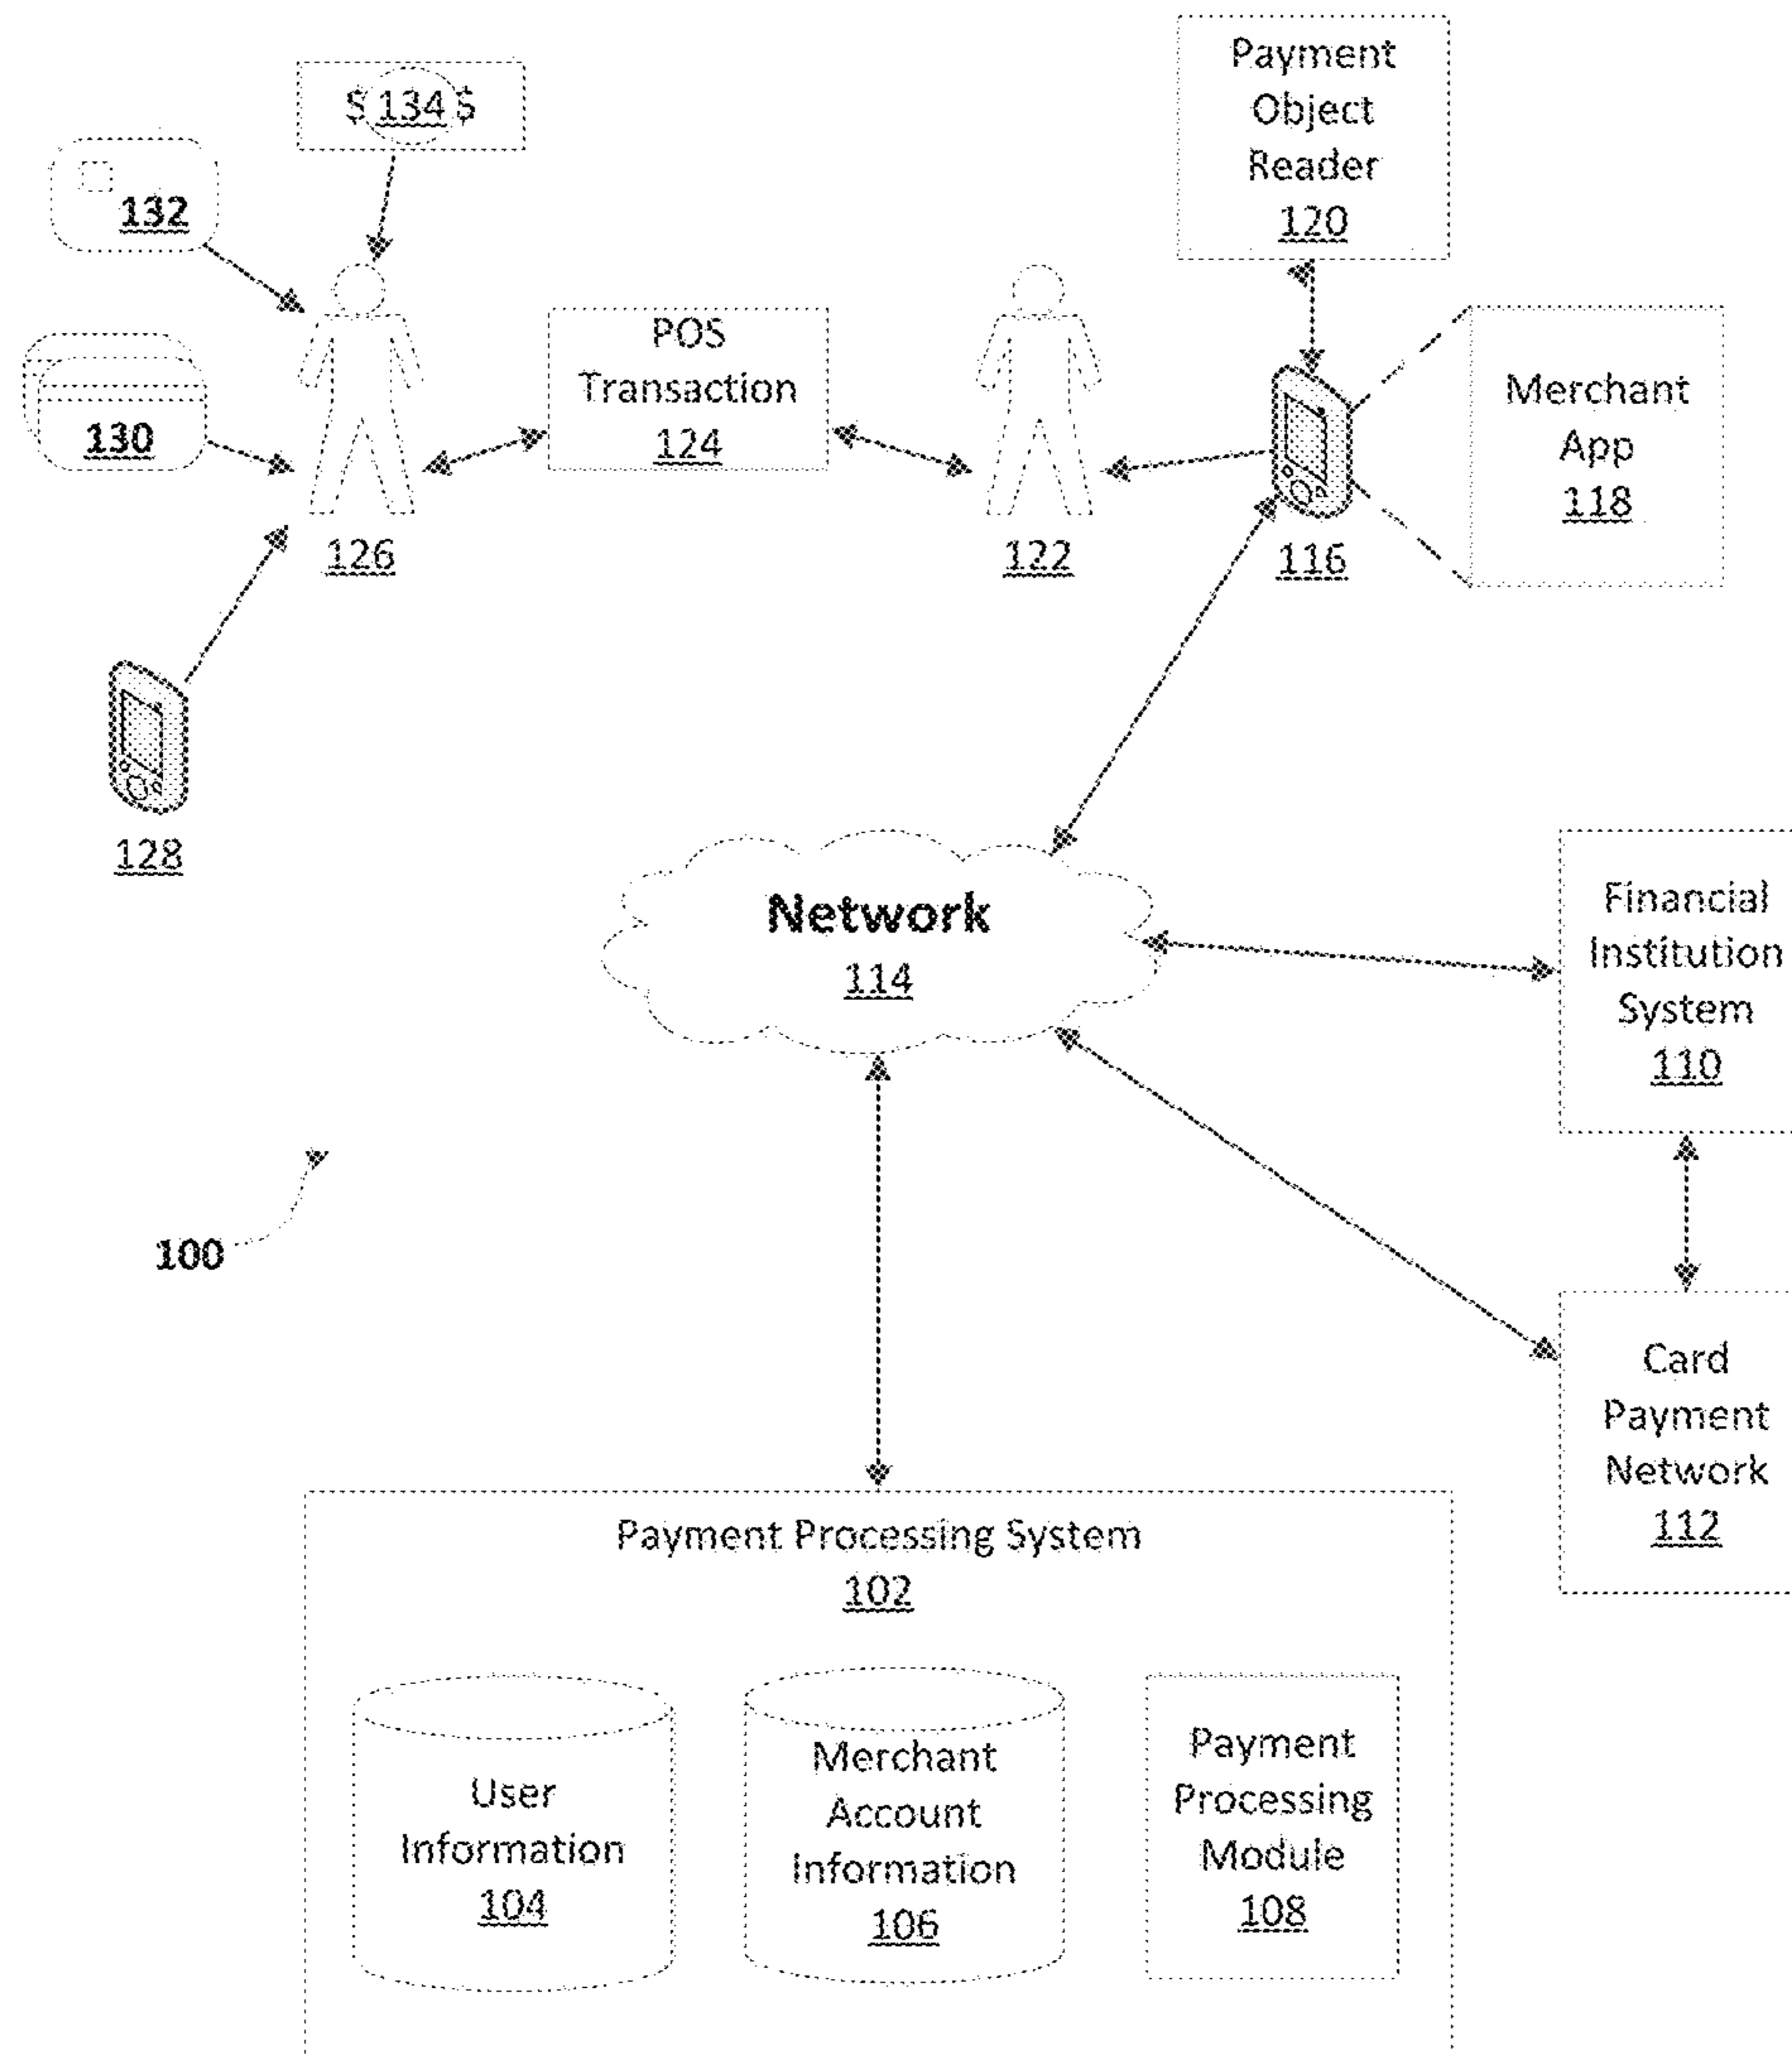 $ 134 $
132
130
126
128
POS
Transaction
124
122
Payment
Object
Reader
120
116
Merchant
App
118
Network
114
Financial
Institution
System
110
100
Card
Payment
Network
112
Payment Processing System
102
User
Information
104
Merchant
Account
Information
106
Payment
Processing
Module
108